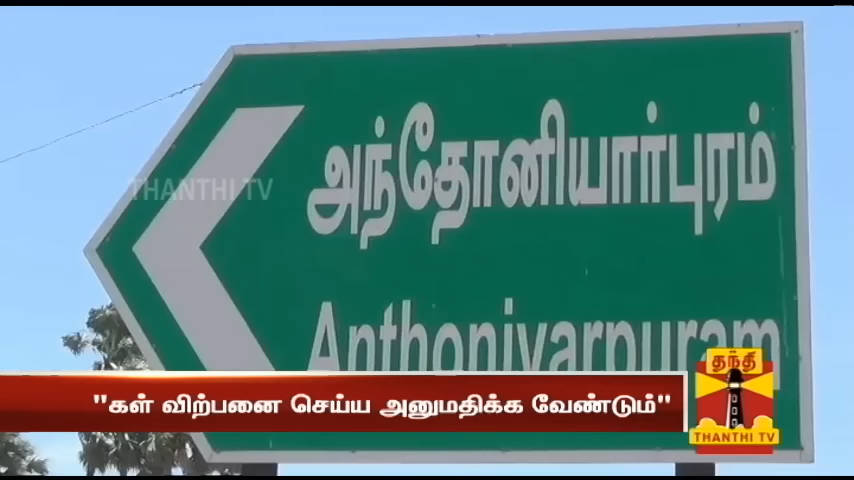 அந்தோனியார்புரம்
THANTHI TV
Anthoniyarpuram
"கள் விற்பனை செய்ய அனுமதிக்க வேண்டும்"
தந்தி
THANTHI TV